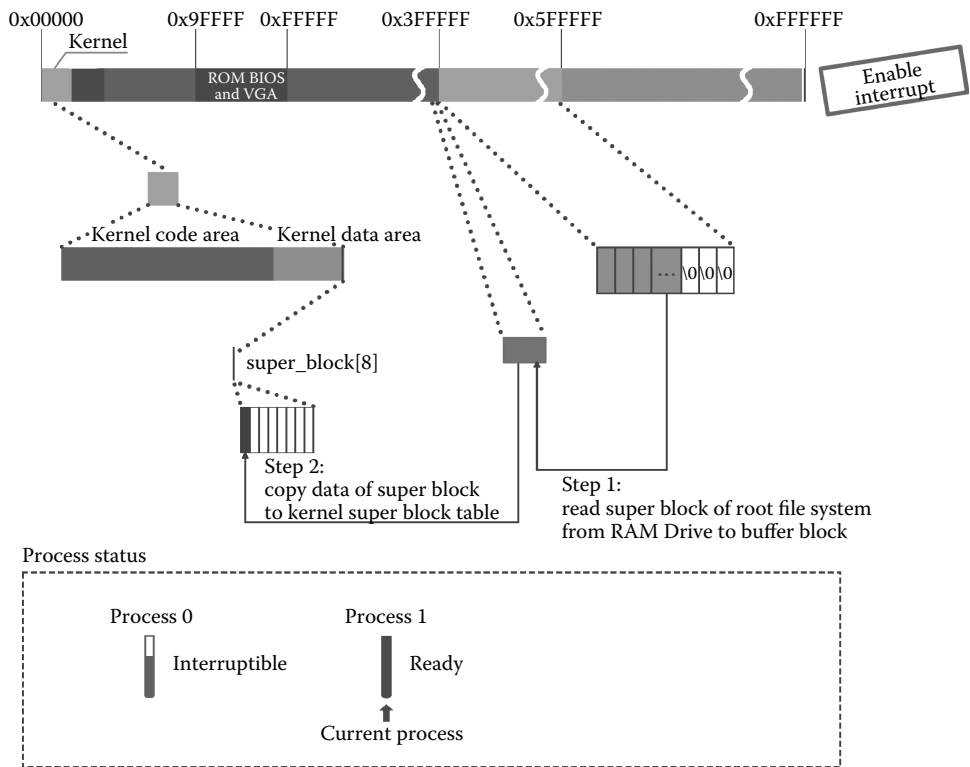 0x00000 0x9FFFF 0xFFFFF 0x3FFFFF 0x5FFFFF 0xFFFFFF
Kernel
ROM BIOS
and VGA
Enable
interrupt
Kernel code area Kernel data area
... \0 \0 \0
super_block[8]
Step 2:
copy data of super block
to kernel super block table
Step 1:
read super block of root file system
from RAM Drive to buffer block
Process status
Process 0 Process 1
Interruptible Ready
Current process